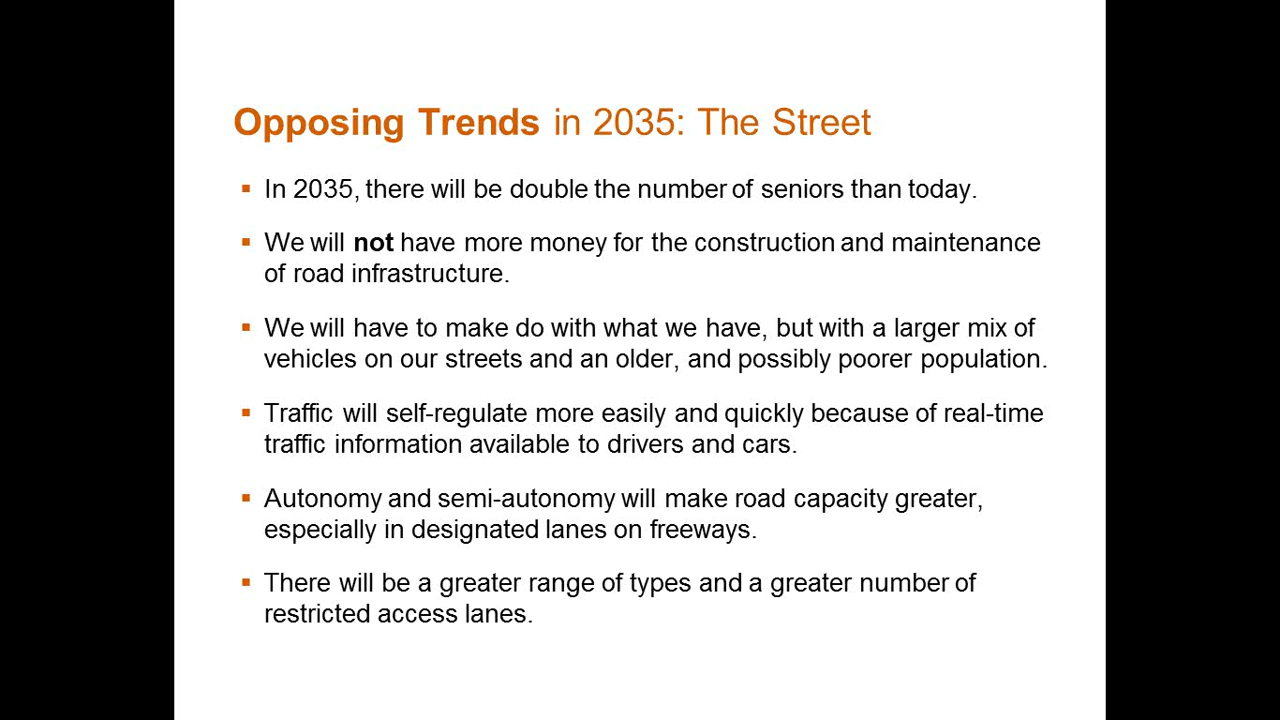 Opposing Trends in 2035: The Street
In 2035, there will be double the number of seniors than today.
We will not have more money for the construction and maintenance
of road infrastructure.
We will have to make do with what we have, but with a larger mix of
vehicles on our streets and an older, and possibly poorer population.
Traffic will self-regulate more easily and quickly because of real-time
traffic information available to drivers and cars.
Autonomy and semi-autonomy will make road capacity greater,
especially in designated lanes on freeways.
There will be a greater range of types and a greater number of
restricted access lanes.